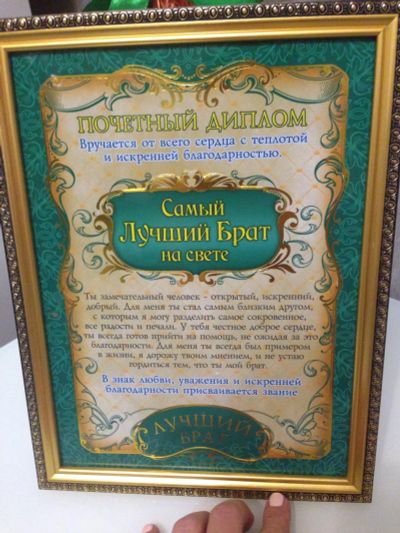 ПОЧЕТНЫЙ ДИПЛОМ
Вручается от всего сердца с теплотой
и искренней благодарностью.
Самый
Лучший Брат
на свете
Ты замечательный человек - открытый, искренний,
добрый. Для меня ты стал самым близким другом,
с которым я могу разделить самое сокровенное,
все радости и печали. У тебя честное доброе сердце,
ты всегда готов прийти на помощь, не ожидая за это
благодарности. Для меня ты всегда был примером
в жизни, я дорожу твоим мнением, и не устаю
гордиться тем, что ты мой брат.
В знак любви, уважения и искренней
благодарности присваивается звание
ЛУЧШИЙ
БРАТ